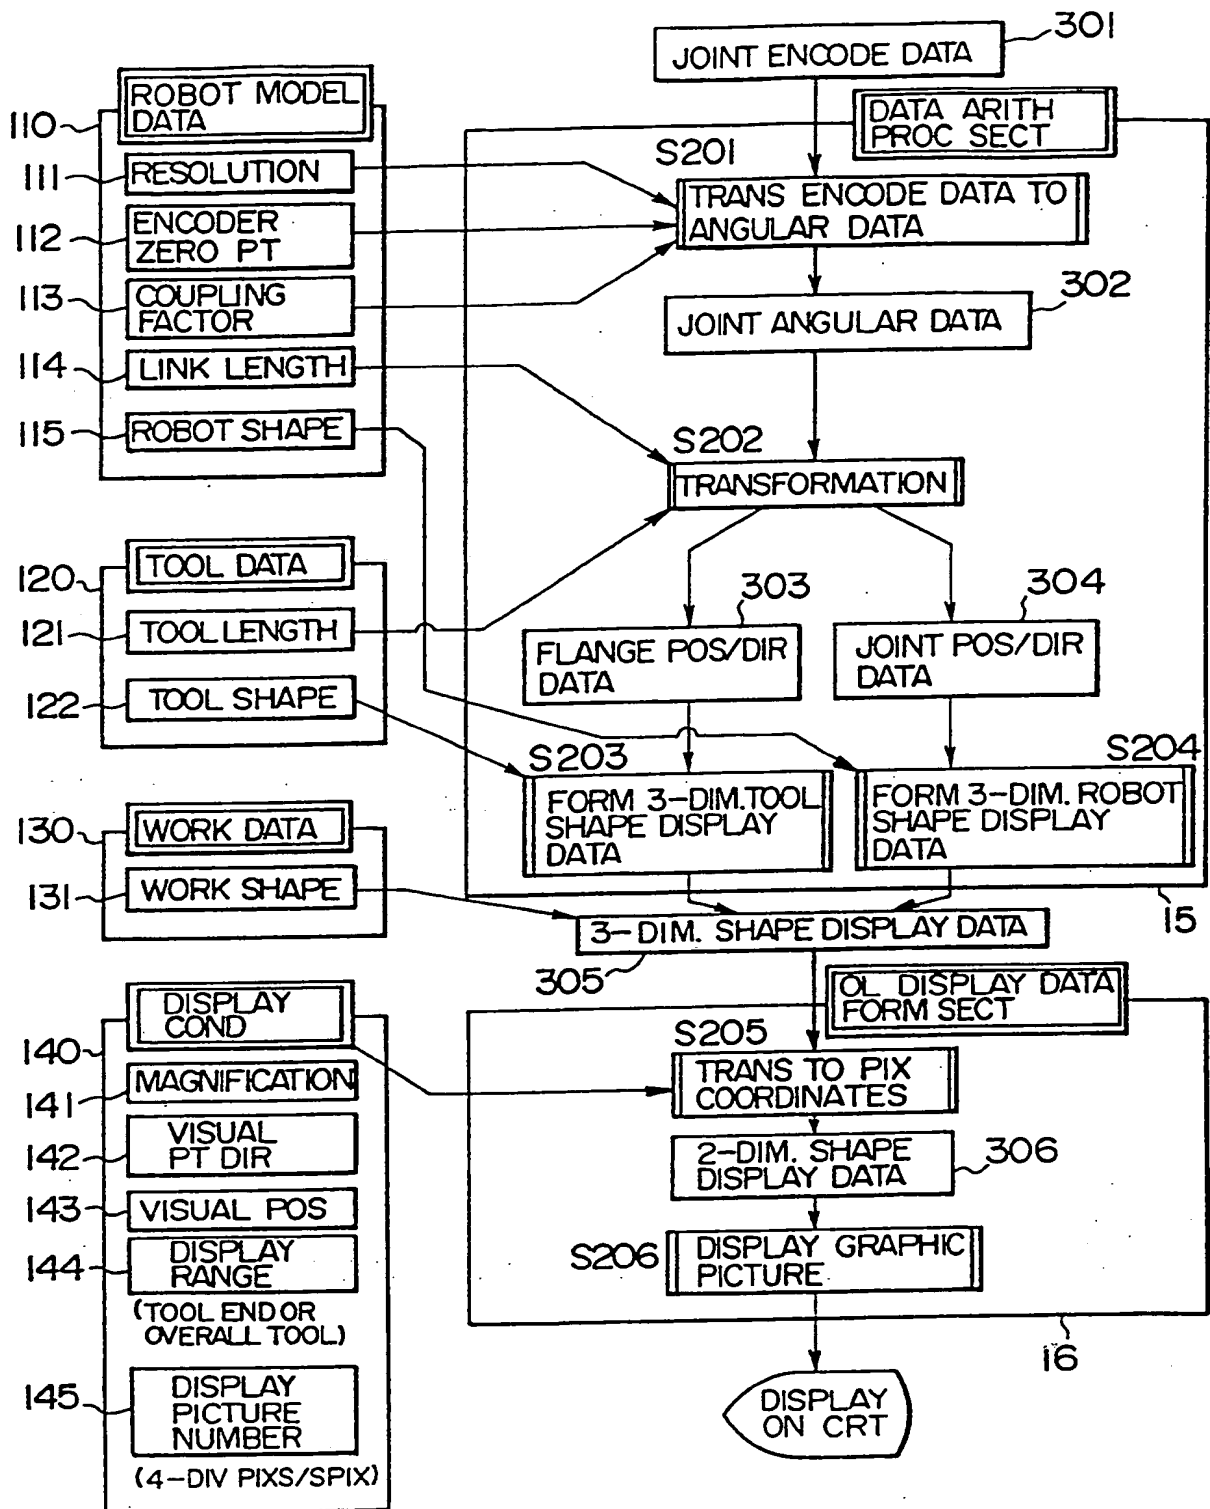 JOINT ENCODE DATA
301
DATA ARITH
PROC SECT
S201
TRANS ENCODE DATA TO
ANGULAR DATA
JOINT ANGULAR DATA
302
S202
TRANSFORMATION
303
FLANGE POS/DIR
DATA
304
JOINT POS/DIR
DATA
S203
FORM 3-DIM. TOOL
SHAPE DISPLAY
DATA
S204
FORM 3-DIM. ROBOT
SHAPE DISPLAY
DATA
15
3-DIM. SHAPE DISPLAY DATA
305
OL DISPLAY DATA
FORM SECT
S205
TRANS TO PIX
COORDINATES
2-DIM. SHAPE
DISPLAY DATA
306
S206
DISPLAY GRAPHIC
PICTURE
16
DISPLAY
ON CRT
110
ROBOT MODEL
DATA
111
RESOLUTION
112
ENCODER
ZERO PT
113
COUPLING
FACTOR
114
LINK LENGTH
115
ROBOT SHAPE
120
TOOL DATA
121
TOOL LENGTH
122
TOOL SHAPE
130
WORK DATA
131
WORK SHAPE
140
DISPLAY
COND
141
MAGNIFICATION
142
VISUAL
PT DIR
143
VISUAL POS
144
DISPLAY
RANGE
(TOOL END OR
OVERALL TOOL)
145
DISPLAY
PICTURE
NUMBER
(4-DIV PIXS/SPIX)